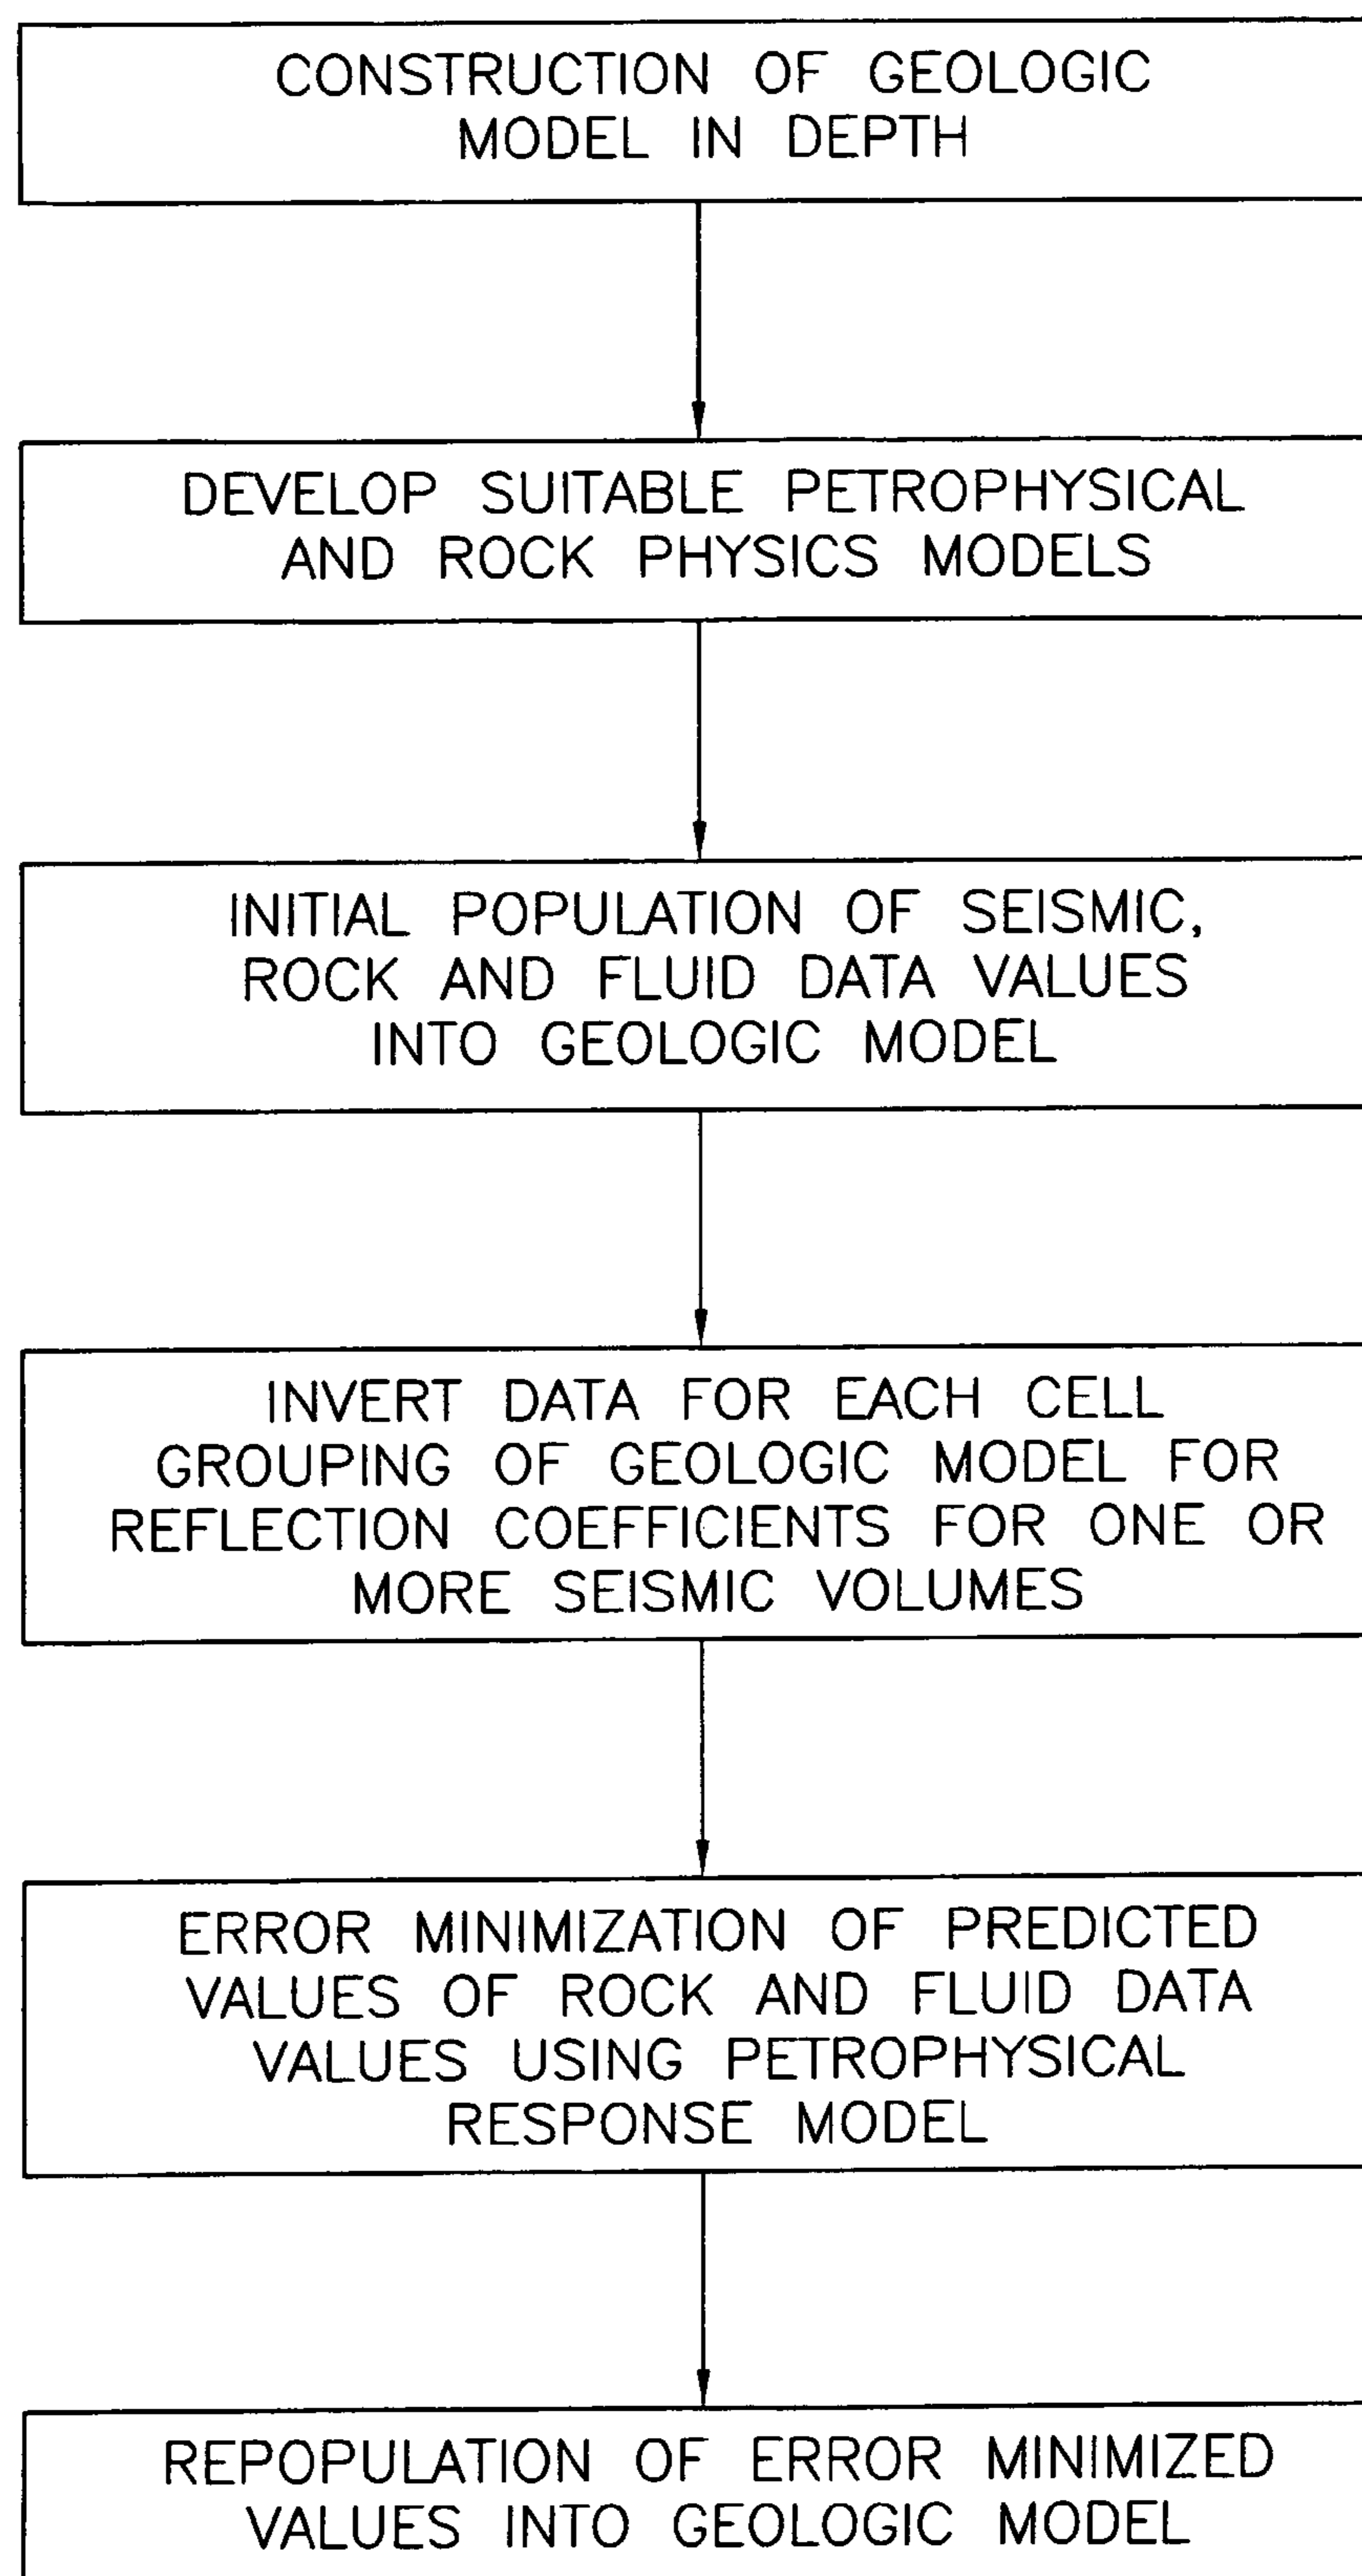 CONSTRUCTION OF GEOLOGIC
MODEL IN DEPTH
DEVELOP SUITABLE PETROPHYSICAL
AND ROCK PHYSICS MODELS
INITIAL POPULATION OF SEISMIC,
ROCK AND FLUID DATA VALUES
INTO GEOLOGIC MODEL
INVERT DATA FOR EACH CELL
GROUPING OF GEOLOGIC MODEL FOR
REFLECTION COEFFICIENTS FOR ONE OR
MORE SEISMIC VOLUMES
ERROR MINIMIZATION OF PREDICTED
VALUES OF ROCK AND FLUID DATA
VALUES USING PETROPHYSICAL
RESPONSE MODEL
REPOPULATION OF ERROR MINIMIZED
VALUES INTO GEOLOGIC MODEL